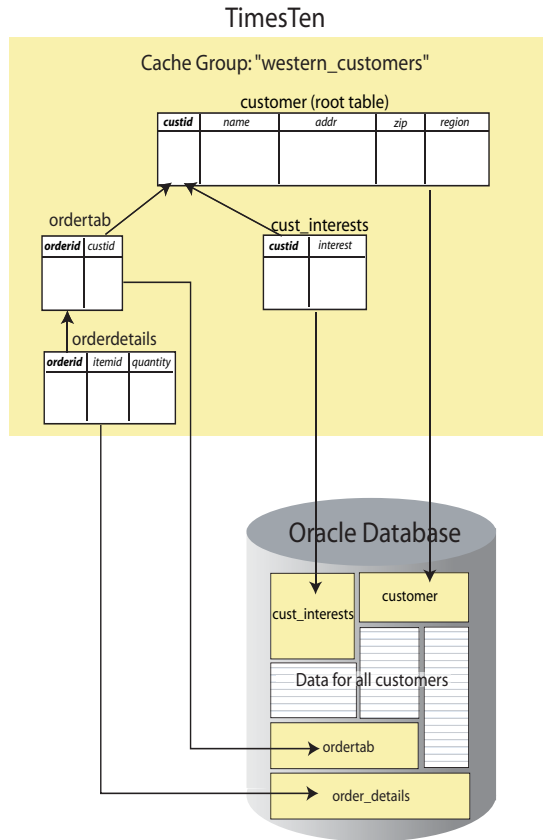 TimesTen
Cache Group: "western_customers"
customer (root table)
custid name addr zip region
ordertab
orderid custid
cust_interests
custid interest
orderdetails
orderid itemid quantity
Oracle Database
cust_interests
customer
Data for all customers
ordertab
order_details